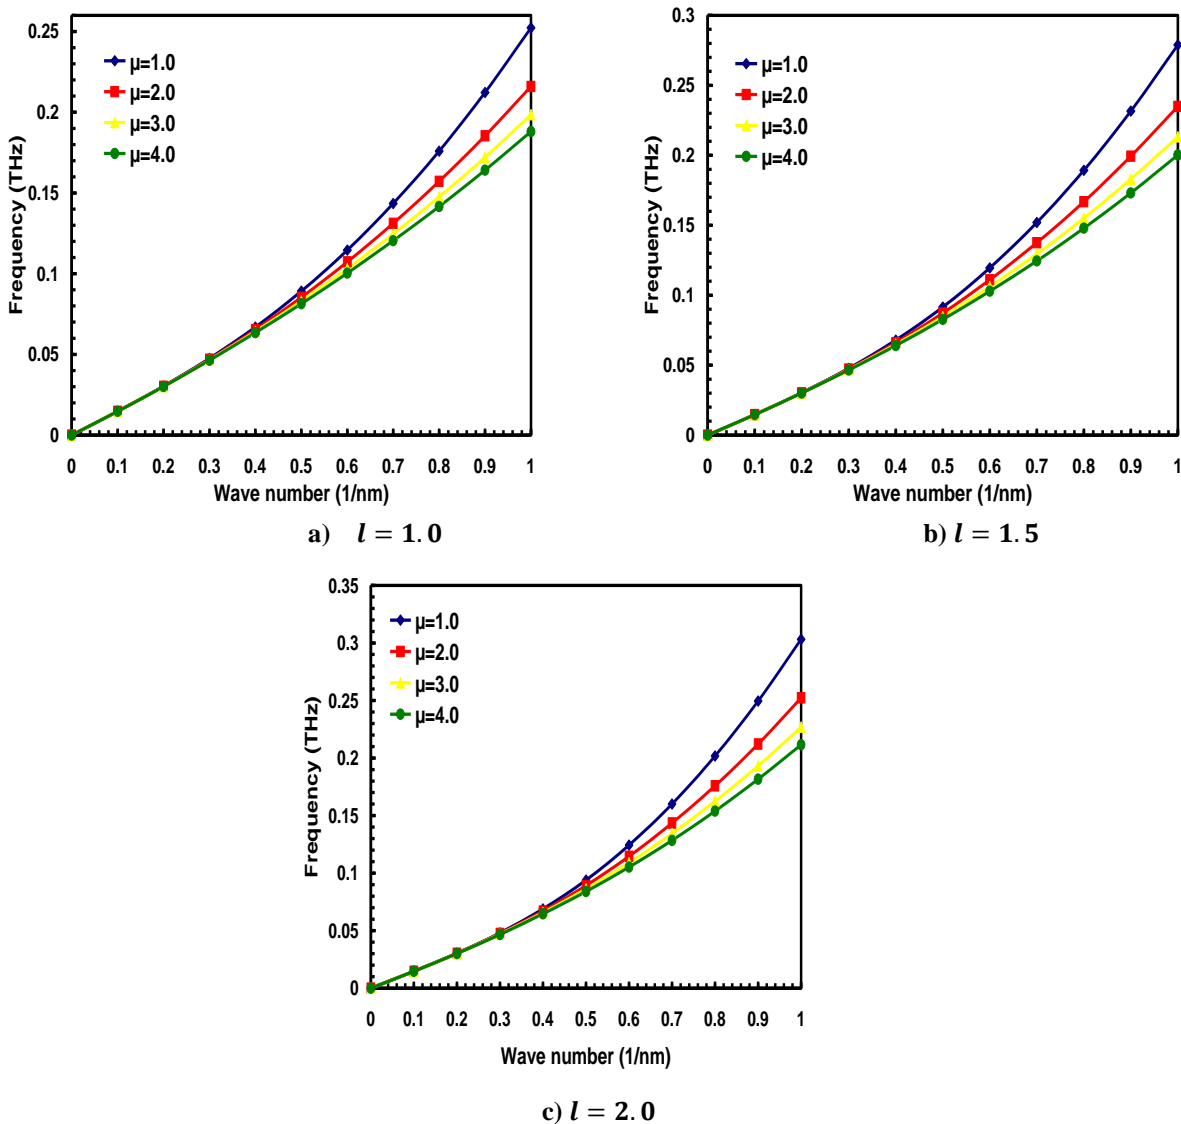 0.25
0.2
0.15
0.1
0.05
0
Frequency (THz)
μ=1.0
μ=2.0
μ=3.0
μ=4.0
0 0.1 0.2 0.3 0.4 0.5 0.6 0.7 0.8 0.9 1
Wave number (1/nm)
a) l = 1.0
0.3
0.25
0.2
0.15
0.1
0.05
0
Frequency (THz)
μ=1.0
μ=2.0
μ=3.0
μ=4.0
0 0.1 0.2 0.3 0.4 0.5 0.6 0.7 0.8 0.9 1
Wave number (1/nm)
b) l = 1.5
0.35
0.3
0.25
0.2
0.15
0.1
0.05
0
Frequency (THz)
μ=1.0
μ=2.0
μ=3.0
μ=4.0
0 0.1 0.2 0.3 0.4 0.5 0.6 0.7 0.8 0.9 1
Wave number (1/nm)
c) l = 2.0